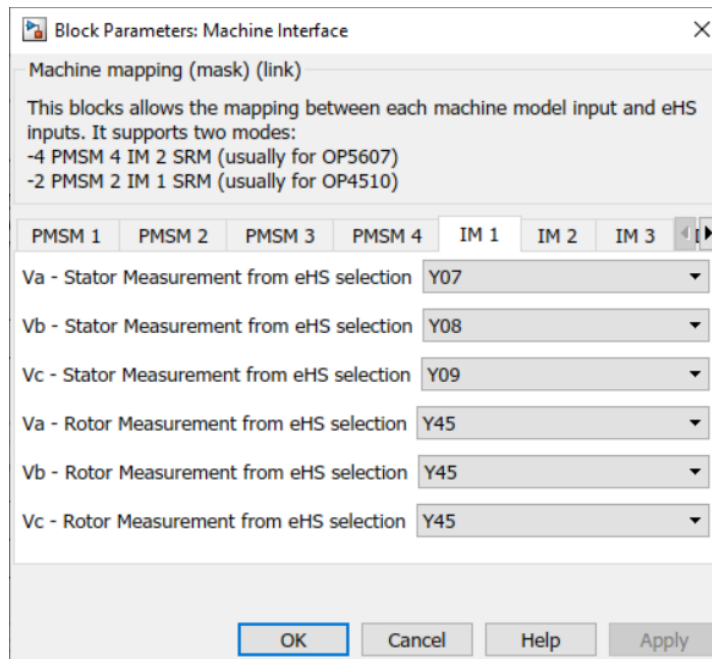 Block Parameters: Machine Interface
Machine mapping (mask) (link)
This blocks allows the mapping between each machine model input and eHS
inputs. It supports two modes:
-4 PMSM 4 IM 2 SRM (usually for OP5607)
-2 PMSM 2 IM 1 SRM (usually for OP4510)
PMSM 1 PMSM 2 PMSM 3 PMSM 4 IM 1 IM 2 IM 3
Va - Stator Measurement from eHS selection Y07
Vb - Stator Measurement from eHS selection Y08
Vc - Stator Measurement from eHS selection Y09
Va - Rotor Measurement from eHS selection Y45
Vb - Rotor Measurement from eHS selection Y45
Vc - Rotor Measurement from eHS selection Y45
OK Cancel Help Apply